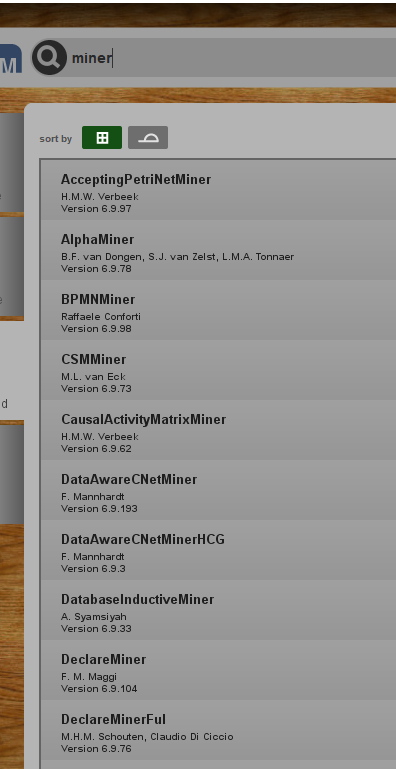 M
miner
sort by
AcceptingPetriNetMiner
H.M.W. Verbeek
Version 6.9.97
AlphaMiner
B.F. van Dongen, S.J. van Zelst, L.M.A. Tonnaer
Version 6.9.78
BPMNMiner
Raffaele Conforti
Version 6.9.98
CSMMiner
M.L. van Eck
Version 6.9.73
CausalActivityMatrixMiner
H.M.W. Verbeek
Version 6.9.62
DataAwareCNetMiner
F. Mannhardt
Version 6.9.193
DataAwareCNetMinerHCG
F. Mannhardt
Version 6.9.3
DatabaseInductiveMiner
A. Syamsiyah
Version 6.9.33
DeclareMiner
F. M. Maggi
Version 6.9.104
DeclareMinerFul
M.H.M. Schouten, Claudio Di Ciccio
Version 6.9.76